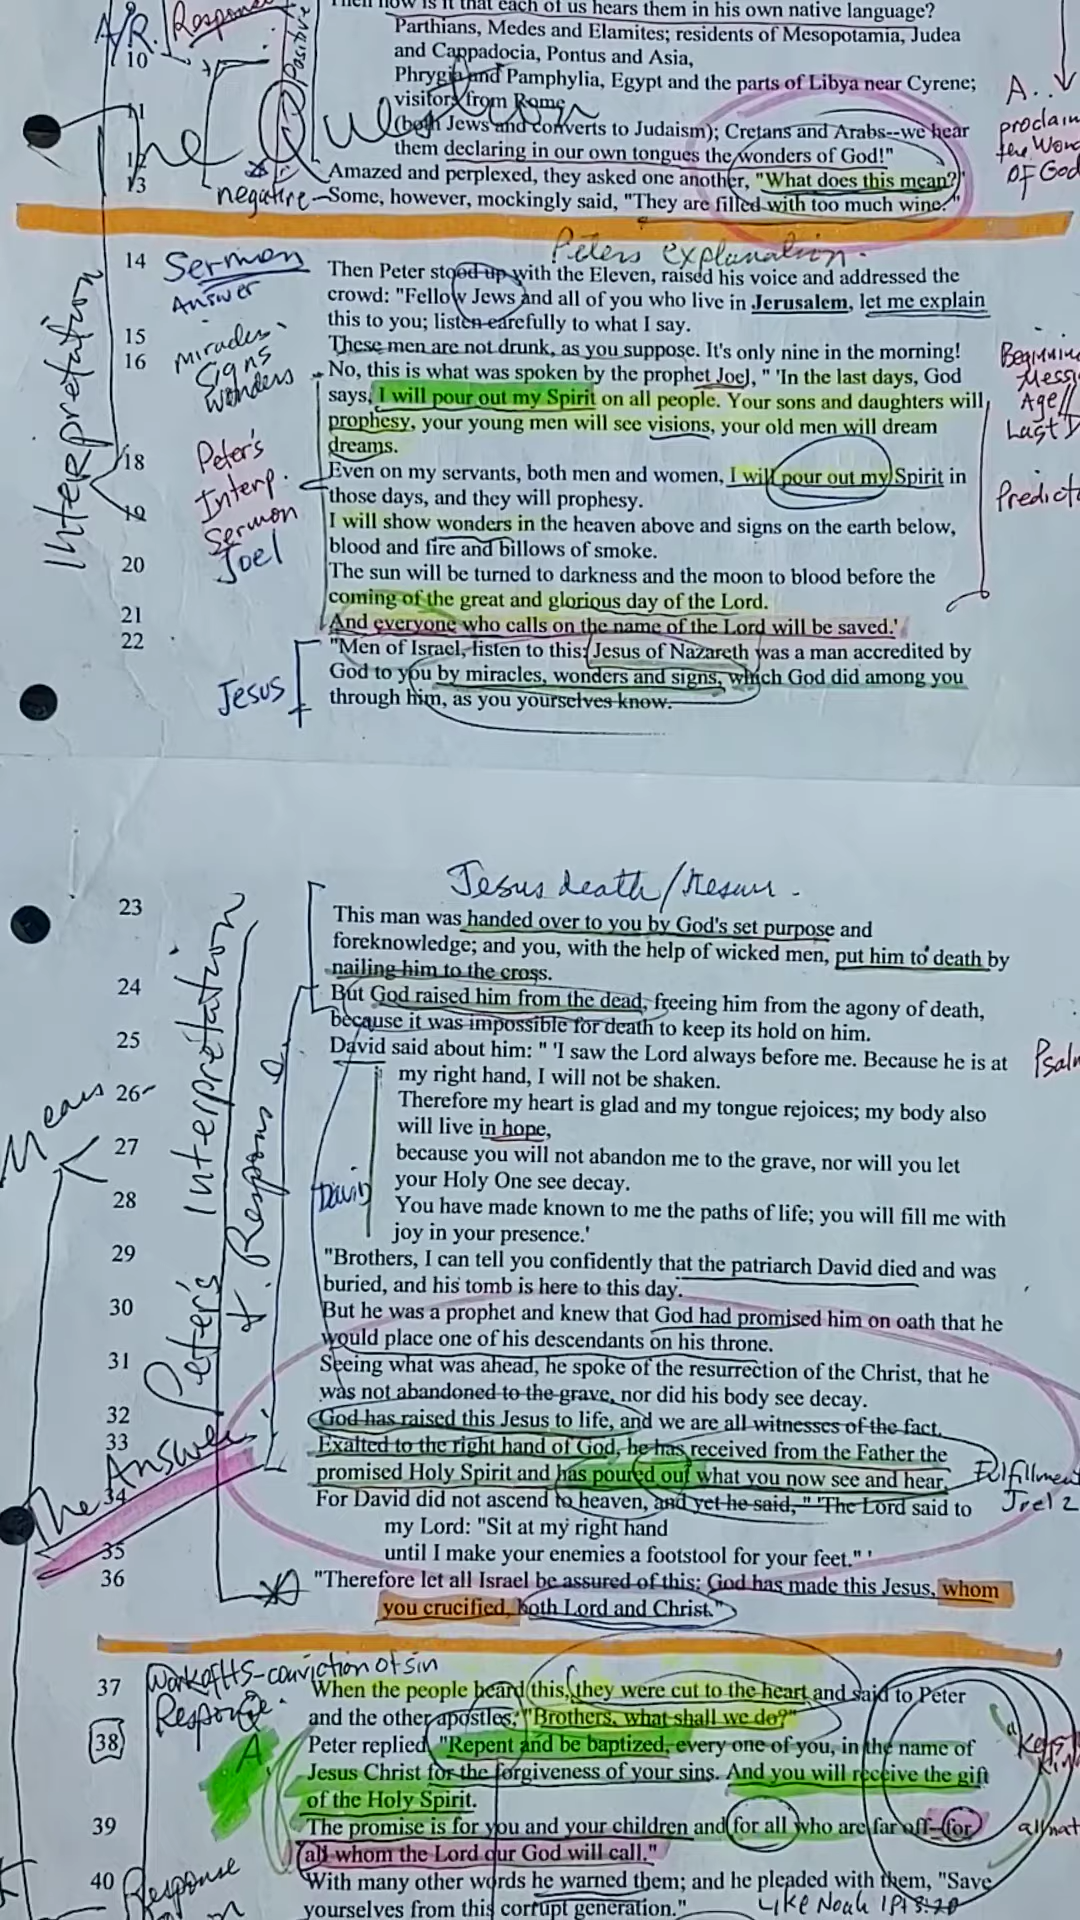 Then how is it that each of us hears them in his own native language?
A/R. Response
Positive
10
Parthians, Medes and Elamites; residents of Mesopotamia, Judea
and Cappadocia, Pontus and Asia,
Phrygia and Pamphylia, Egypt and the parts of Libya near Cyrene;
A..
11
visitors from Rome
The Question
(both Jews and converts to Judaism); Cretans and Arabs--we hear
proclaim
them declaring in our own tongues the wonders of God!"
the Word
12
Amazed and perplexed, they asked one another, "What does this mean?"
OF God
13
negative
Some, however, mockingly said, "They are filled with too much wine."
Peters explanation.
14
Sermon
Answer
Then Peter stood up with the Eleven, raised his voice and addressed the
crowd: "Fellow Jews and all of you who live in Jerusalem, let me explain
this to you; listen carefully to what I say.
Interpretation
15
These men are not drunk, as you suppose. It's only nine in the morning!
16
Miracles
Signs
Wonders
No, this is what was spoken by the prophet Joel, " 'In the last days, God
says, I will pour out my Spirit on all people. Your sons and daughters will
prophesy, your young men will see visions, your old men will dream
dreams.
Beginning
Mess
Age//
Last D
18
Peter's
Interp.
Sermon
Joel
Even on my servants, both men and women, I will pour out my Spirit in
those days, and they will prophesy.
Predict
19
I will show wonders in the heaven above and signs on the earth below,
blood and fire and billows of smoke.
20
The sun will be turned to darkness and the moon to blood before the
coming of the great and glorious day of the Lord.
21
And everyone who calls on the name of the Lord will be saved.'
22
Jesus
"Men of Israel, listen to this: Jesus of Nazareth was a man accredited by
God to you by miracles, wonders and signs, which God did among you
through him, as you yourselves know.
Jesus death/resurr.
23
This man was handed over to you by God's set purpose and
foreknowledge; and you, with the help of wicked men, put him to death by
nailing him to the cross.
24
But God raised him from the dead, freeing him from the agony of death,
because it was impossible for death to keep its hold on him.
Peter's Interpretation
& Response
25
David said about him: " 'I saw the Lord always before me. Because he is at
Psalm
my right hand, I will not be shaken.
Means
26
Therefore my heart is glad and my tongue rejoices; my body also
will live in hope,
27
because you will not abandon me to the grave, nor will you let
your Holy One see decay.
David
28
You have made known to me the paths of life; you will fill me with
joy in your presence.'
29
"Brothers, I can tell you confidently that the patriarch David died and was
buried, and his tomb is here to this day.
30
But he was a prophet and knew that God had promised him on oath that he
would place one of his descendants on his throne.
31
Seeing what was ahead, he spoke of the resurrection of the Christ, that he
was not abandoned to the grave, nor did his body see decay.
The Answer
32
God has raised this Jesus to life, and we are all witnesses of the fact.
33
Exalted to the right hand of God, he has received from the Father the
promised Holy Spirit and has poured out what you now see and hear.
Fulfillment
Joel 2
34
For David did not ascend to heaven, and yet he said, " 'The Lord said to
my Lord: "Sit at my right hand
35
until I make your enemies a footstool for your feet." '
36
"Therefore let all Israel be assured of this: God has made this Jesus, whom
you crucified, both Lord and Christ."
Work of HS - conviction of sin
37
Response
When the people heard this, they were cut to the heart and said to Peter
and the other apostles, "Brothers, what shall we do?"
38
A
Peter replied, "Repent and be baptized, every one of you, in the name of
Jesus Christ for the forgiveness of your sins. And you will receive the gift
of the Holy Spirit.
39
The promise is for you and your children and for all who are far off--for
all nat
all whom the Lord our God will call."
40
Response
With many other words he warned them; and he pleaded with them, "Save
yourselves from this corrupt generation."
Like Noah 1 Pt 3:20